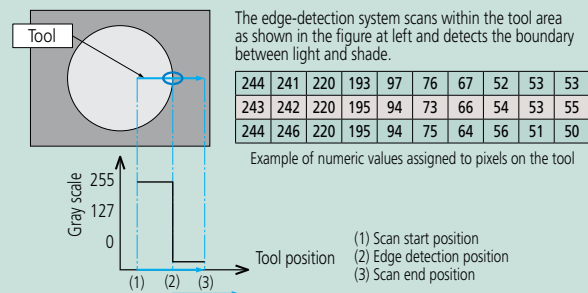 Tool
The edge-detection system scans within the tool area
as shown in the figure at left and detects the boundary
between light and shade.
244 241 220 193 97 76 67 52 53 53
243 242 220 195 94 73 66 54 53 55
244 246 220 195 94 75 64 56 51 50
Example of numeric values assigned to pixels on the tool
Gray scale
255
127
0
(1) (2) (3)
Tool position
(1) Scan start position
(2) Edge detection position
(3) Scan end position